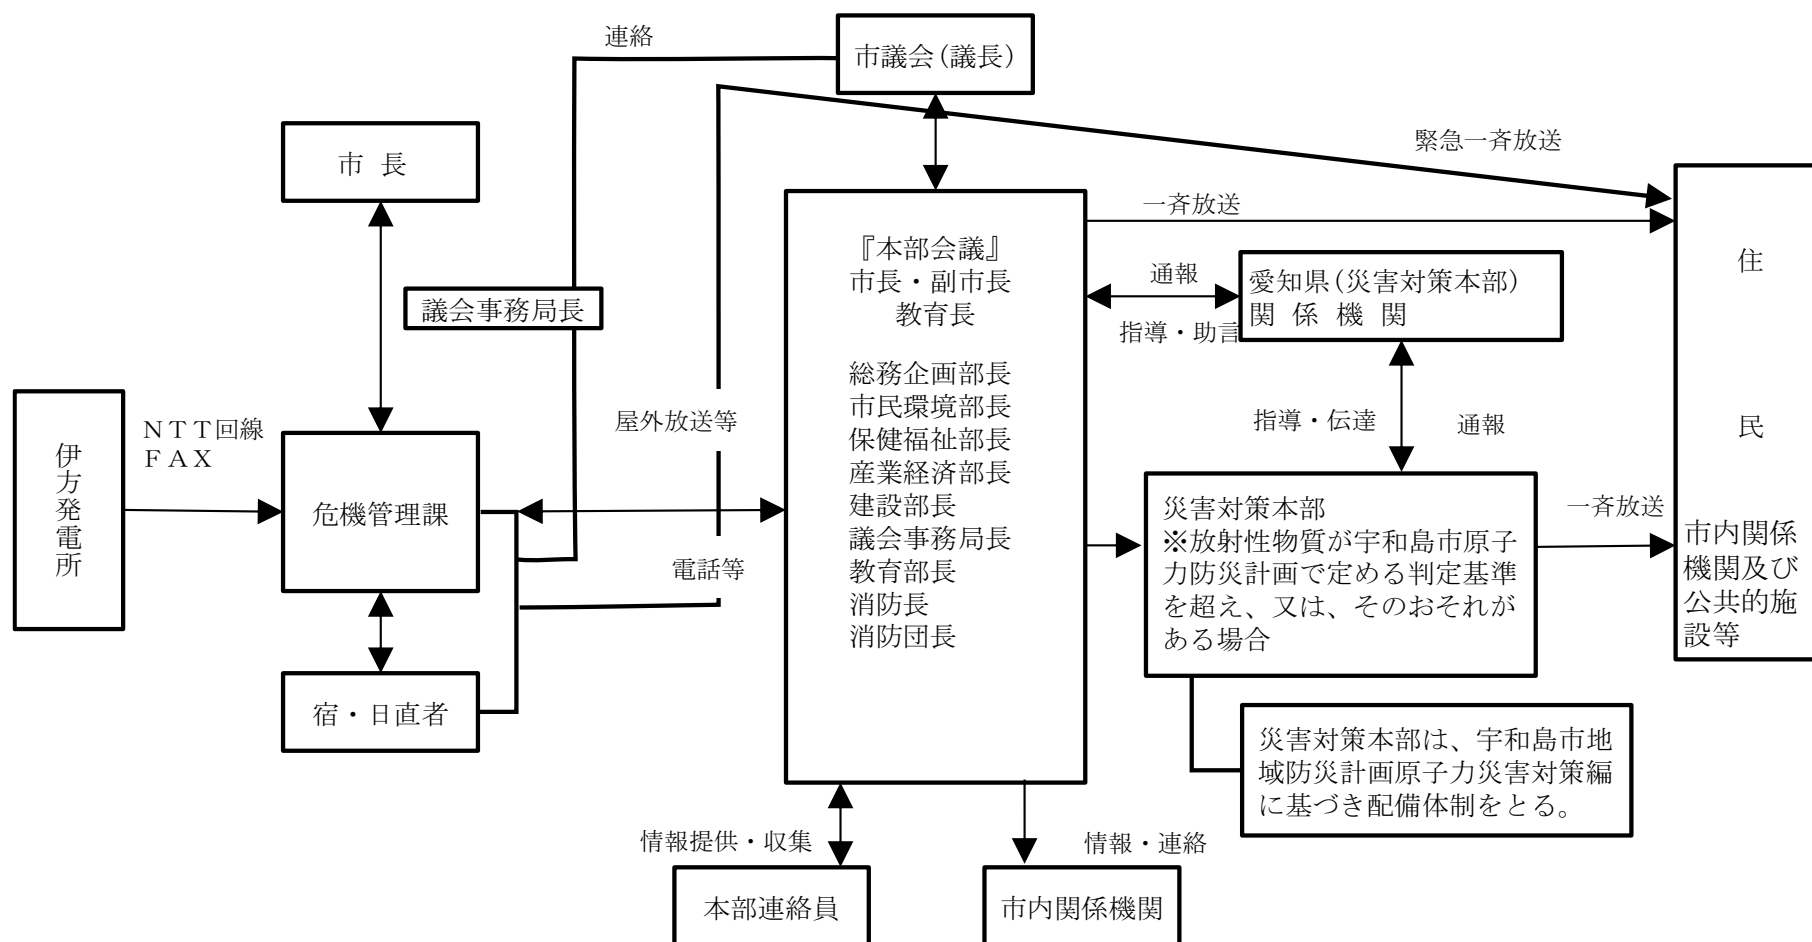 連絡
市議会(議長)
緊急一斉放送
市 長
一斉放送
『本部会議』
市長・副市長
教育長
総務企画部長
市民環境部長
保健福祉部長
産業経済部長
建設部長
議会事務局長
教育部長
消防長
消防団長
通報
愛知県(災害対策本部)
関 係 機 関
指導・助言
議会事務局長
住
民
市内関係
機関及び
公共的施
設等
伊方発電所
NTT回線
FAX
危機管理課
屋外放送等
電話等
指導・伝達
通報
災害対策本部
※放射性物質が宇和島市原子
力防災計画で定める判定基準
を超え、又は、そのおそれが
ある場合
一斉放送
宿・日直者
災害対策本部は、宇和島市地
域防災計画原子力災害対策編
に基づき配備体制をとる。
情報提供・収集
情報・連絡
本部連絡員
市内関係機関